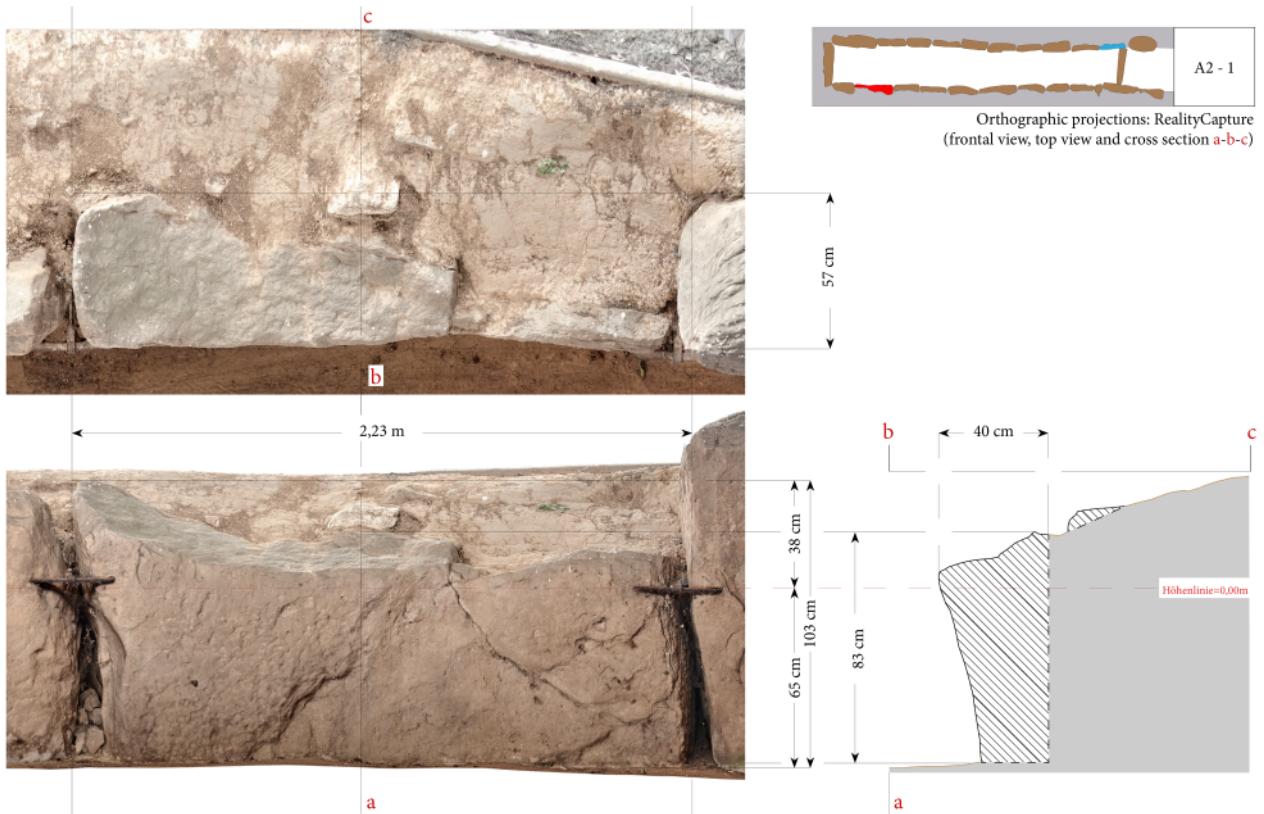 c
A2 - 1
Orthographic projections: RealityCapture
(frontal view, top view and cross section a-b-c)
57 cm
b
2,23 m
b
40 cm
c
38 cm
103 cm
65 cm
83 cm
Höhenlinie=0,00m
a
a